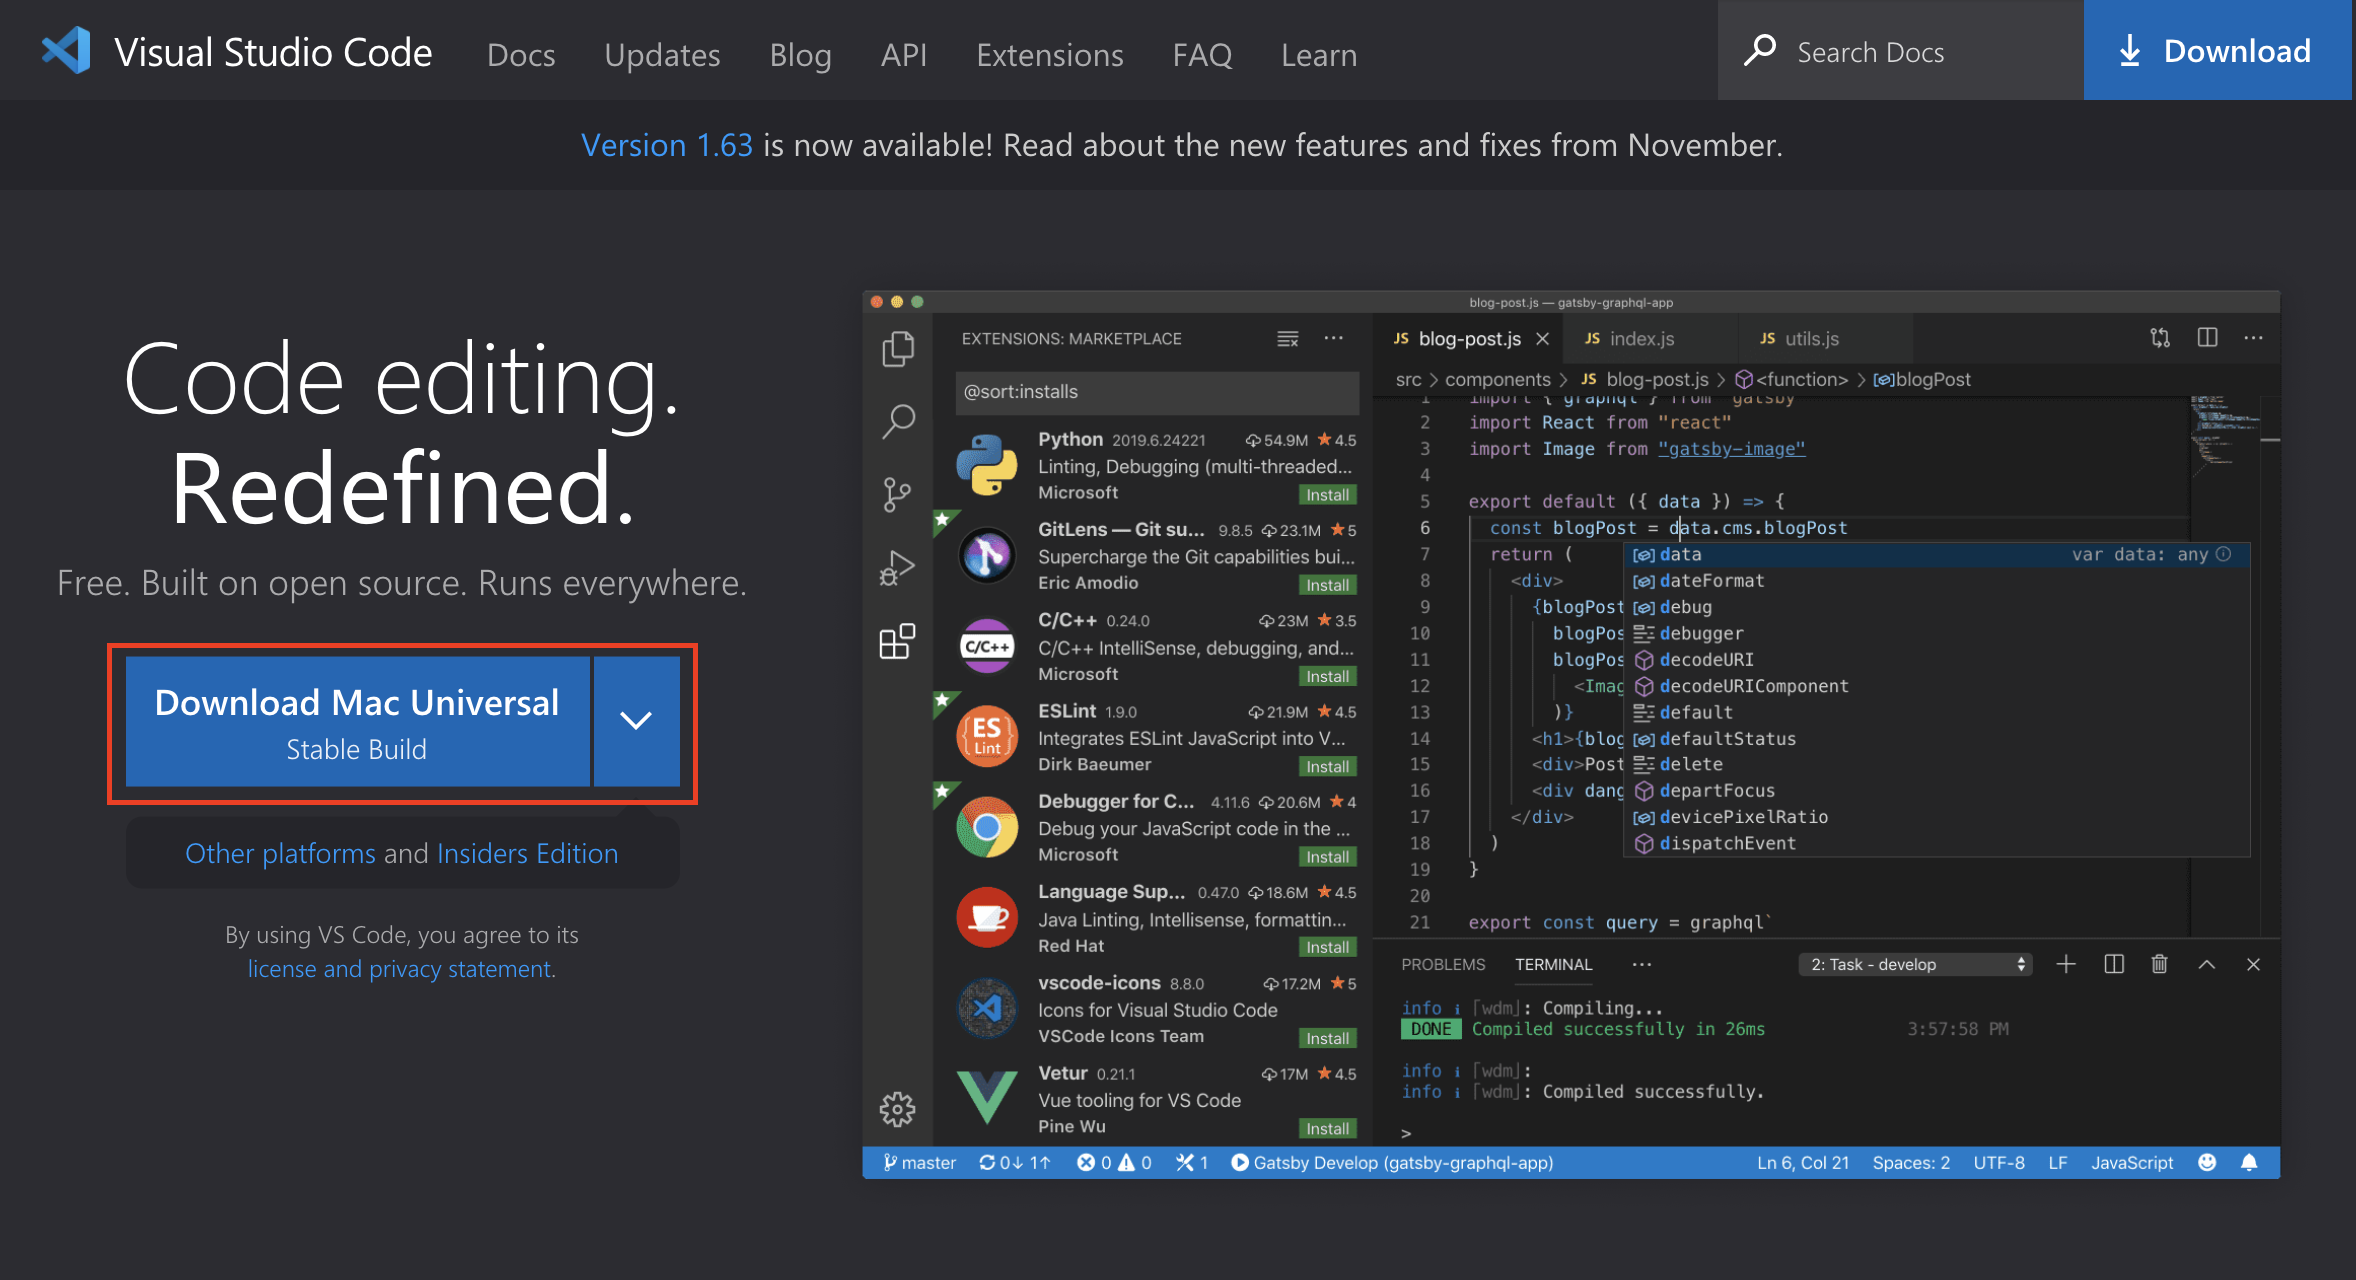 Visual Studio Code Docs Updates Blog API Extensions FAQ Learn Search Docs Download
Version 1.63 is now available! Read about the new features and fixes from November.
Code editing.
Redefined.
Free. Built on open source. Runs everywhere.
Download Mac Universal
Stable Build
Other platforms and Insiders Edition
By using VS Code, you agree to its
license and privacy statement.
blog-post.js — gatsby-graphql-app
EXTENSIONS: MARKETPLACE
@sort:installs
Python 2019.6.24221 54.9M 4.5
Linting, Debugging (multi-threaded...
Microsoft Install
GitLens — Git su... 9.8.5 23.1M 5
Supercharge the Git capabilities bui...
Eric Amodio Install
C/C++
C/C++ 0.24.0 23M 3.5
C/C++ IntelliSense, debugging, and...
Microsoft Install
ES
Lint
ESLint 1.9.0 21.9M 4.5
Integrates ESLint JavaScript into V...
Dirk Baeumer Install
Debugger for C... 4.11.6 20.6M 4
Debug your JavaScript code in the ...
Microsoft Install
Language Sup... 0.47.0 18.6M 4.5
Java Linting, Intellisense, formattin...
Red Hat Install
vscode-icons 8.8.0 17.2M 5
Icons for Visual Studio Code
VSCode Icons Team Install
Vetur 0.21.1 17M 4.5
Vue tooling for VS Code
Pine Wu Install
JS blog-post.js JS index.js JS utils.js
src > components > JS blog-post.js > <function> > blogPost
1 import { graphql } from "gatsby"
2 import React from "react"
3 import Image from "gatsby-image"
4
5 export default ({ data }) => {
6 const blogPost = data.cms.blogPost
7 return (
8 <div>
9 {blogPost
10 blogPos
11 blogPos
12 <Imag
13 )}
14 <h1>{blog
15 <div>Post
16 <div dang
17 </div>
18 )
19 }
20
21 export const query = graphql`
data var data: any
dateFormat
debug
debugger
decodeURI
decodeURIComponent
default
defaultStatus
delete
departFocus
devicePixelRatio
dispatchEvent
PROBLEMS TERMINAL ... 2: Task - develop
info i ｢wdm｣: Compiling...
DONE Compiled successfully in 26ms 3:57:58 PM
info i ｢wdm｣:
info i ｢wdm｣: Compiled successfully.
>
master 0↓ 1↑ 0 0 1 Gatsby Develop (gatsby-graphql-app) Ln 6, Col 21 Spaces: 2 UTF-8 LF JavaScript